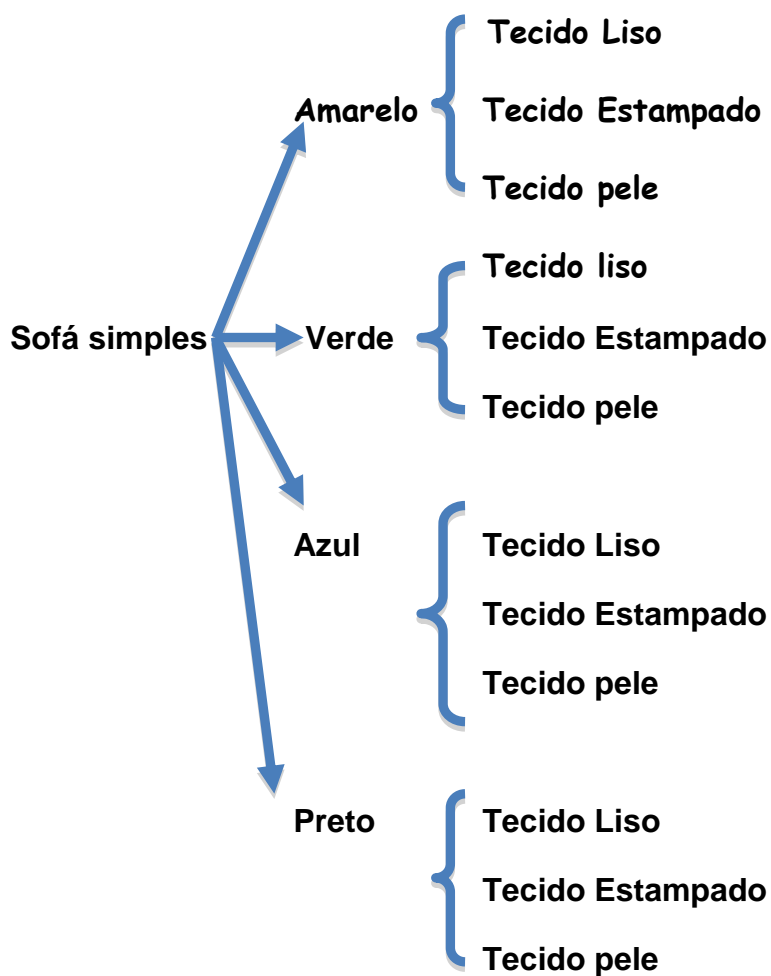 Tecido Liso
Amarelo Tecido Estampado
Tecido pele
Tecido liso
Sofá simples Verde Tecido Estampado
Tecido pele
Azul Tecido Liso
Tecido Estampado
Tecido pele
Preto Tecido Liso
Tecido Estampado
Tecido pele